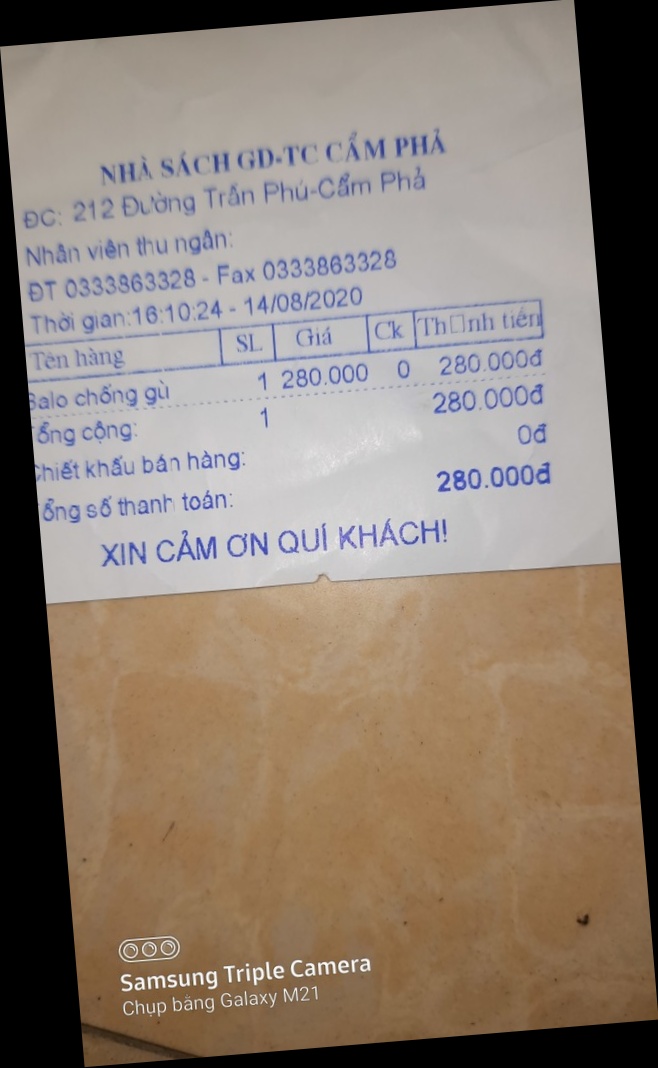 NHÀ SÁCH GD-TC CẨM PHẢ
ĐC: 212 Đường Trần Phú-Cẩm Phả
Nhân viên thu ngân:
ĐT 0333863328 - Fax 0333863328
Thời gian:16:10:24 - 14/08/2020
Tên hàng SL Giá Ck Th□nh tiền
Balo chống gù 1 280.000 0 280.000đ
Tổng cộng: 1 280.000đ
Chiết khấu bán hàng: 0đ
Tổng số thanh toán: 280.000đ
XIN CẢM ƠN QUÍ KHÁCH!
Samsung Triple Camera
Chụp bằng Galaxy M21